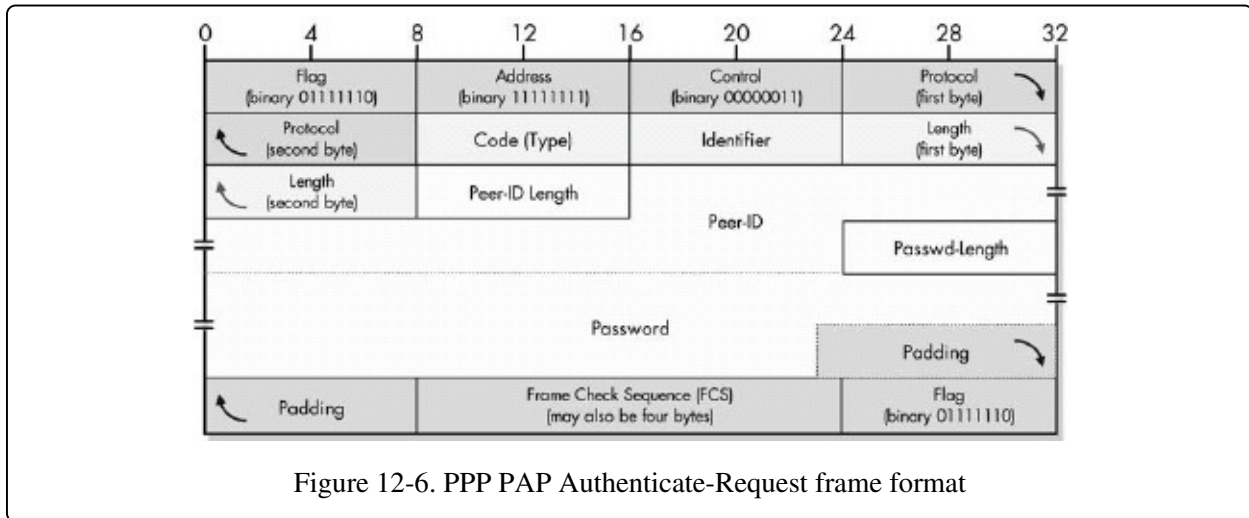 0 4 8 12 16 20 24 28 32
Flag
(binary 01111110)
Address
(binary 11111111)
Control
(binary 00000011)
Protocol
(first byte)
Protocol
(second byte)
Code (Type)
Identifier
Length
(first byte)
Length
(second byte)
Peer-ID Length
Peer-ID
Passwd-Length
Password
Padding
Padding
Frame Check Sequence (FCS)
(may also be four bytes)
Flag
(binary 01111110)
Figure 12-6. PPP PAP Authenticate-Request frame format